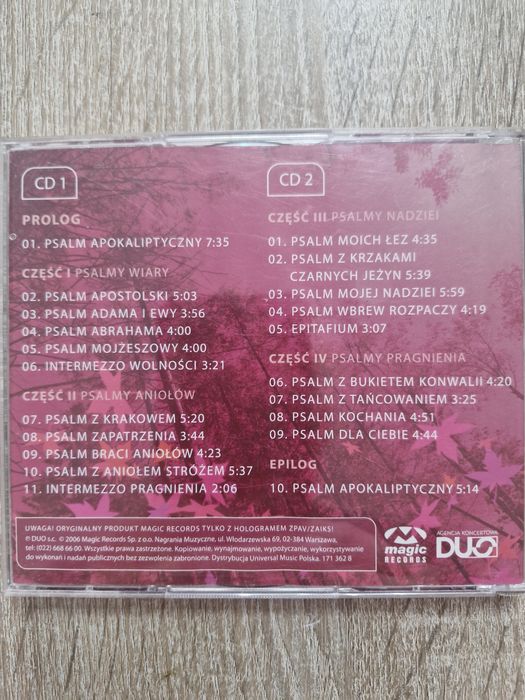 CD 1
PROLOG
01. PSALM APOKALIPTYCZNY 7:35
CZĘŚĆ I PSALMY WIARY
02. PSALM APOSTOLSKI 5:03
03. PSALM ADAMA I EWY 3:56
04. PSALM ABRAHAMA 4:00
05. PSALM MOJŻESZOWY 4:00
06. INTERMEZZO WOLNOŚCI 3:21
CZĘŚĆ II PSALMY ANIOŁÓW
07. PSALM Z KRAKOWEM 5:20
08. PSALM ZAPATRZENIA 3:44
09. PSALM BRACI ANIOŁÓW 4:23
10. PSALM Z ANIOŁEM STRÓŻEM 5:37
11. INTERMEZZO PRAGNIENIA 2:06
CD 2
CZĘŚĆ III PSALMY NADZIEI
01. PSALM MOICH ŁEZ 4:35
02. PSALM Z KRZAKAMI
CZARNYCH JEŻYN 5:39
03. PSALM MOJEJ NADZIEI 5:59
04. PSALM WBREW ROZPACZY 4:19
05. EPITAFIUM 3:07
CZĘŚĆ IV PSALMY PRAGNIENIA
06. PSALM Z BUKIETEM KONWALII 4:20
07. PSALM Z TAŃCOWANIEM 3:25
08. PSALM KOCHANIA 4:51
09. PSALM DLA CIEBIE 4:44
EPILOG
10. PSALM APOKALIPTYCZNY 5:14
UWAGA! ORYGINALNY PRODUKT MAGIC RECORDS TYLKO Z HOLOGRAMEM ZPAV/ZAIKS!
℗ DUO s.c. © 2006 Magic Records Sp. z o.o. Nagrania Muzyczne, ul. Włodarzewska 69, 02-384 Warszawa,
tel: (022) 668 66 00. Wszystkie prawa zastrzeżone. Kopiowanie, wynajmowanie, wypożyczanie, wykorzystywanie
do wykonań i nadań publicznych bez zezwolenia zabronione. Dystrybucja Universal Music Polska. 171 362 8
magic
RECORDS
AGENCJA KONCERTOWA
DUO